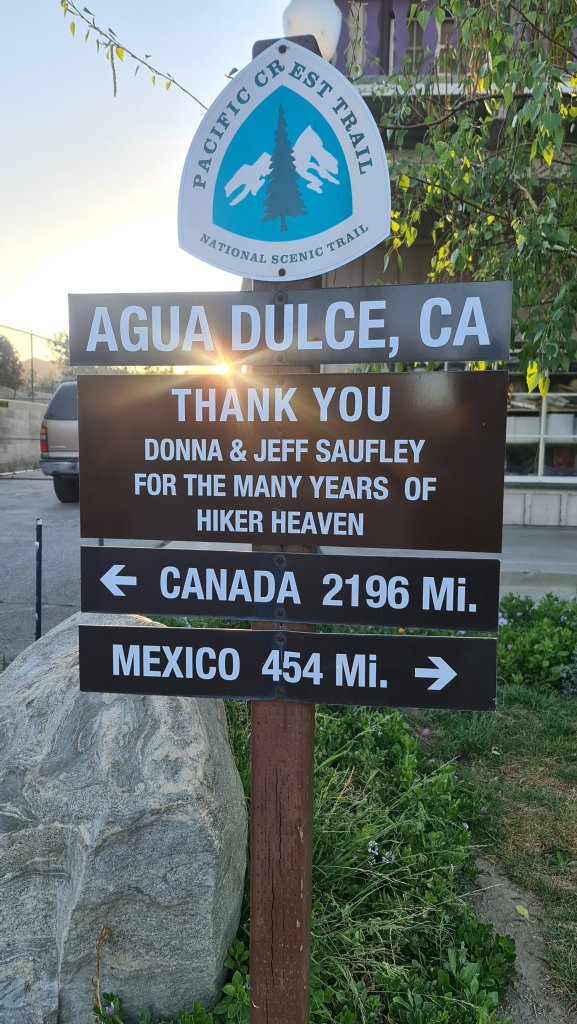 PACIFIC CREST TRAIL
NATIONAL SCENIC TRAIL
AGUA DULCE, CA
THANK YOU
DONNA & JEFF SAUFLEY
FOR THE MANY YEARS OF
HIKER HEAVEN
← CANADA 2196 Mi.
MEXICO 454 Mi. →